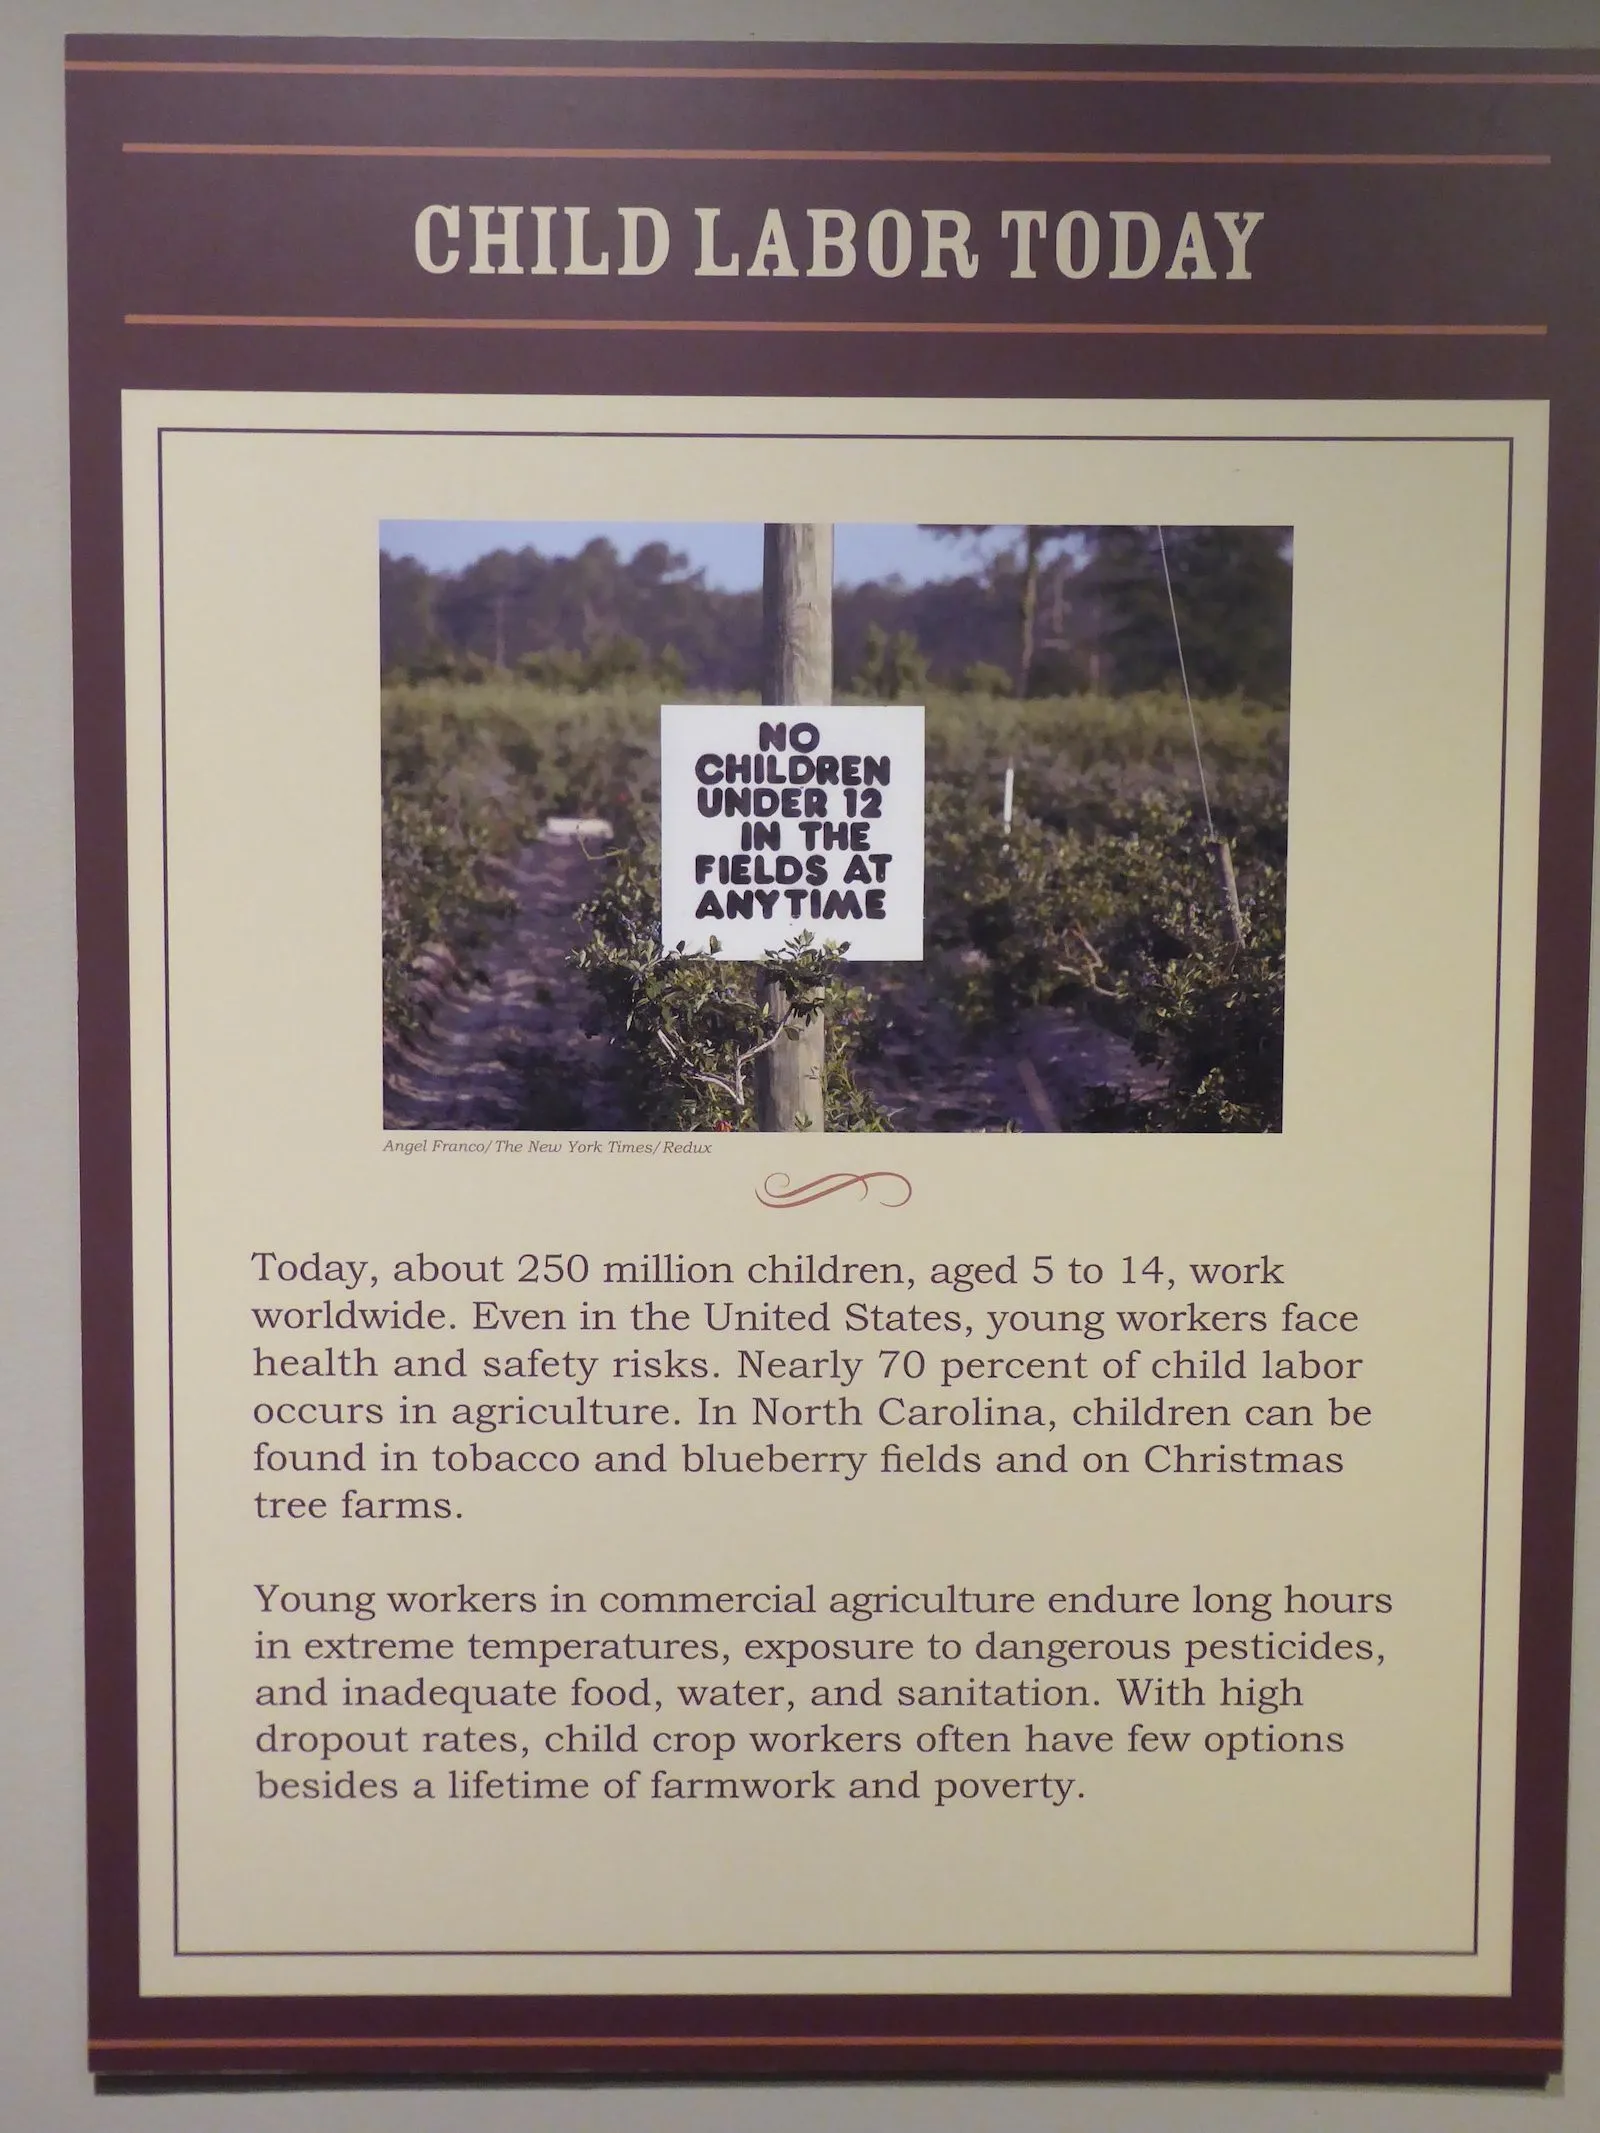 CHILD LABOR TODAY
NO
CHILDREN
UNDER 12
IN THE
FIELDS AT
ANYTIME
Angel Franco/The New York Times/Redux
Today, about 250 million children, aged 5 to 14, work
worldwide. Even in the United States, young workers face
health and safety risks. Nearly 70 percent of child labor
occurs in agriculture. In North Carolina, children can be
found in tobacco and blueberry fields and on Christmas
tree farms.
Young workers in commercial agriculture endure long hours
in extreme temperatures, exposure to dangerous pesticides,
and inadequate food, water, and sanitation. With high
dropout rates, child crop workers often have few options
besides a lifetime of farmwork and poverty.